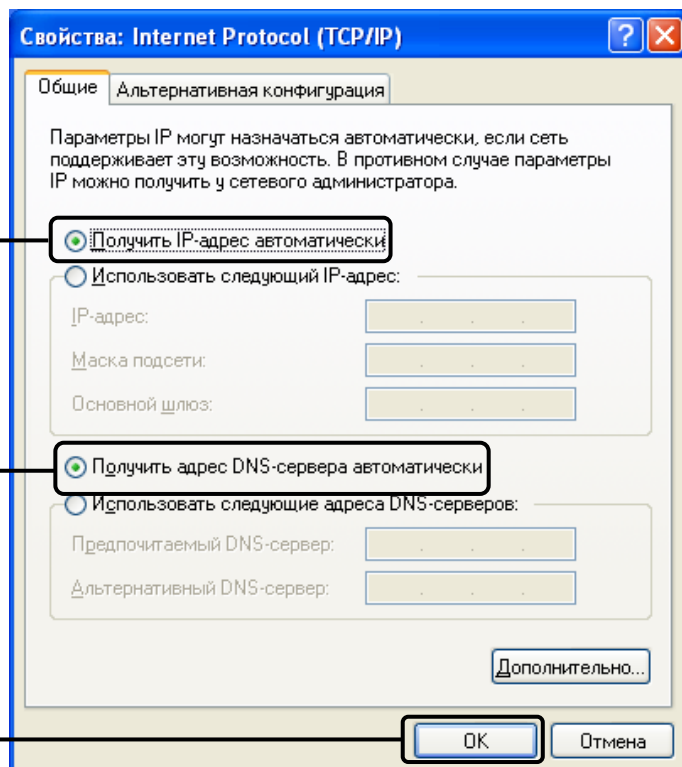 Свойства: Internet Protocol (TCP/IP)
Общие
Альтернативная конфигурация
Параметры IP могут назначаться автоматически, если сеть
поддерживает эту возможность. В противном случае параметры
IP можно получить у сетевого администратора.
Получить IP-адрес автоматически
Использовать следующий IP-адрес:
IP-адрес:
Маска подсети:
Основной шлюз:
Получить адрес DNS-сервера автоматически
Использовать следующие адреса DNS-серверов:
Предпочитаемый DNS-сервер:
Альтернативный DNS-сервер:
Дополнительно...
OK
Отмена